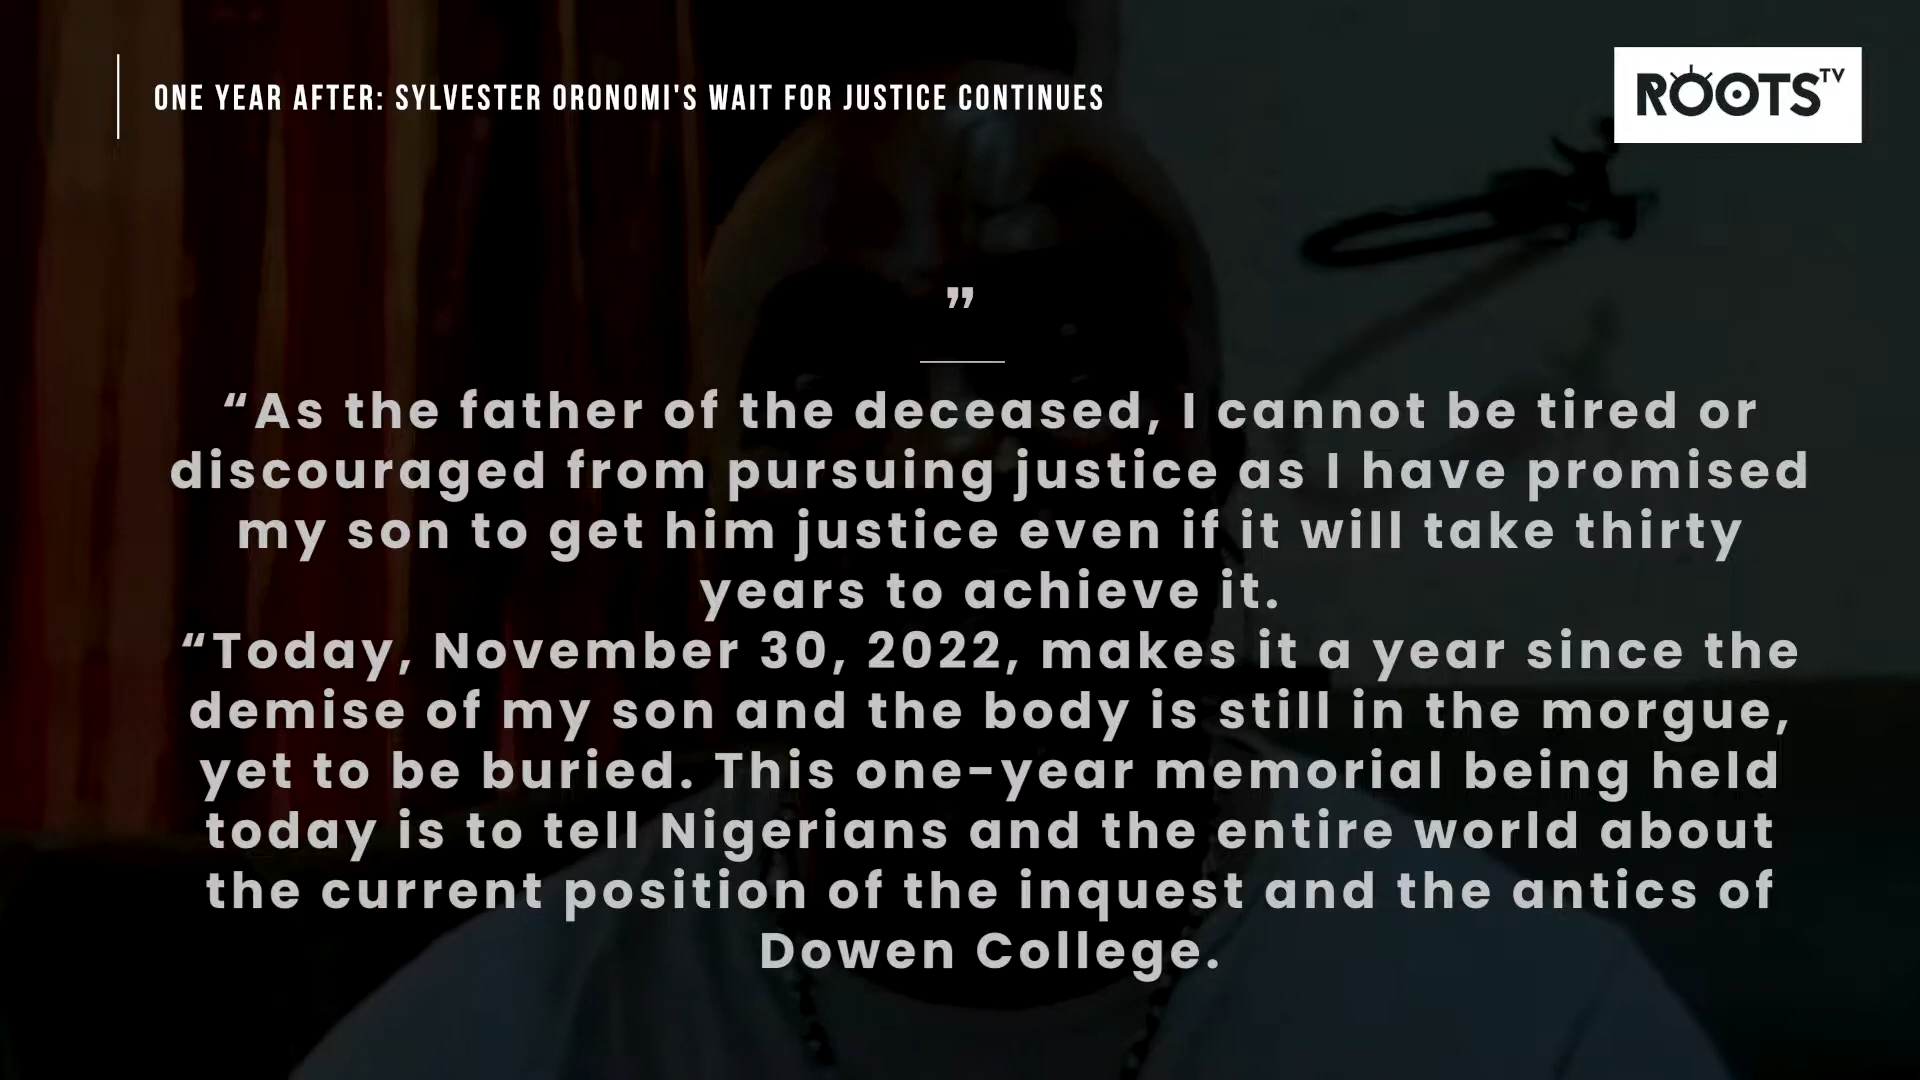 ONE YEAR AFTER: SYLVESTER ORONOMI'S WAIT FOR JUSTICE CONTINUES
ROOTS TV
”
“As the father of the deceased, I cannot be tired or
discouraged from pursuing justice as I have promised
my son to get him justice even if it will take thirty
years to achieve it.
“Today, November 30, 2022, makes it a year since the
demise of my son and the body is still in the morgue,
yet to be buried. This one-year memorial being held
today is to tell Nigerians and the entire world about
the current position of the inquest and the antics of
Dowen College.